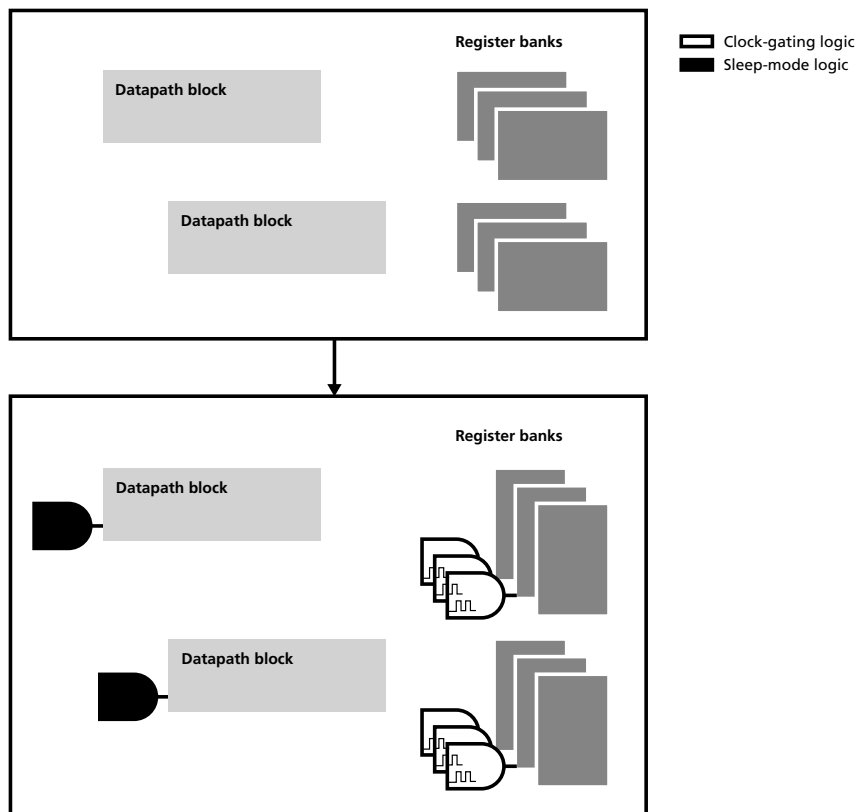 Register banks
Clock-gating logic
Sleep-mode logic
Datapath block
Datapath block
Register banks
Datapath block
Datapath block